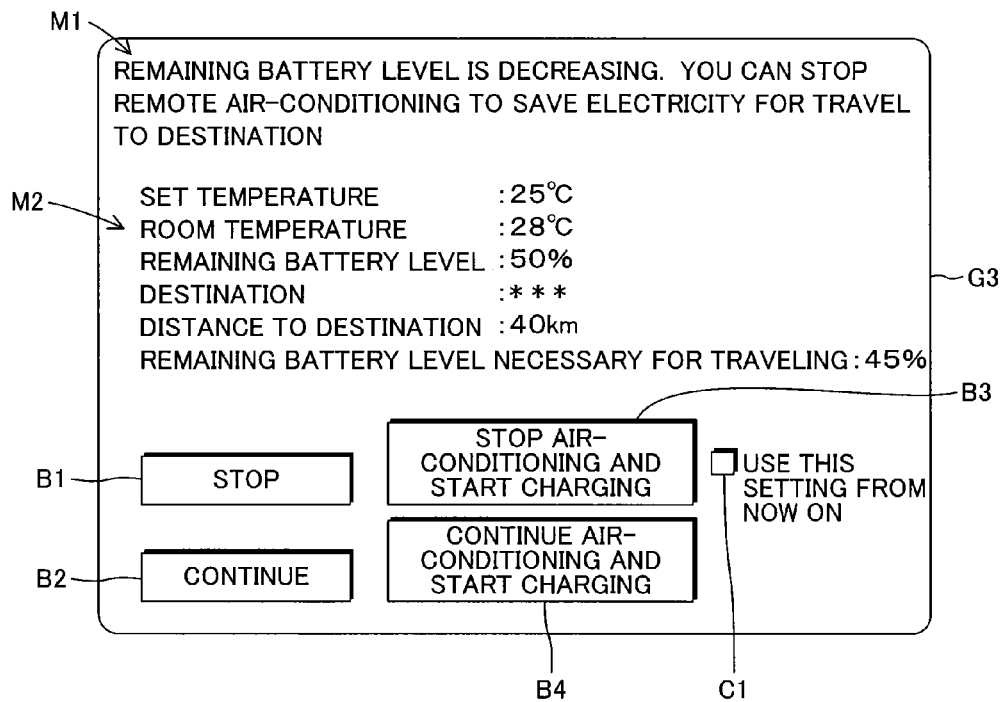 M1
REMAINING BATTERY LEVEL IS DECREASING. YOU CAN STOP
REMOTE AIR-CONDITIONING TO SAVE ELECTRICITY FOR TRAVEL
TO DESTINATION
M2
SET TEMPERATURE :25℃
ROOM TEMPERATURE :28℃
REMAINING BATTERY LEVEL :50%
DESTINATION :***
DISTANCE TO DESTINATION :40km
REMAINING BATTERY LEVEL NECESSARY FOR TRAVELING:45%
G3
B3
B1
STOP
STOP AIR-
CONDITIONING AND
START CHARGING
USE THIS
SETTING FROM
NOW ON
B2
CONTINUE
CONTINUE AIR-
CONDITIONING AND
START CHARGING
B4
C1